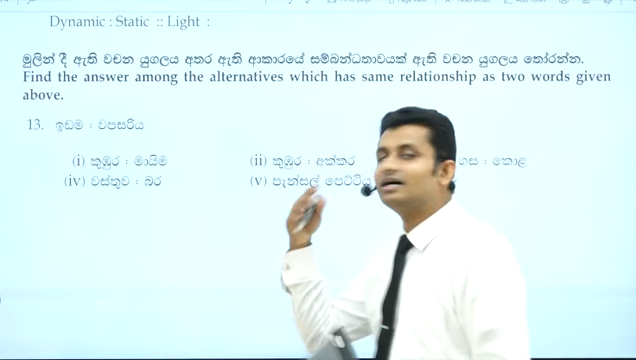 Dynamic : Static :: Light :
මුලින් දී ඇති වචන යුගලය අතර ඇති ආකාරයේ සම්බන්ධතාවයක් ඇති වචන යුගලය තෝරන්න.
Find the answer among the alternatives which has same relationship as two words given
above.
13. ඉඩම : වපසරිය
(i) කුඹුර : මායිම (ii) කුඹුර : අක්කර ගස : කොළ
(iv) වස්තුව : බර (v) පැන්සල් පෙට්ටිය